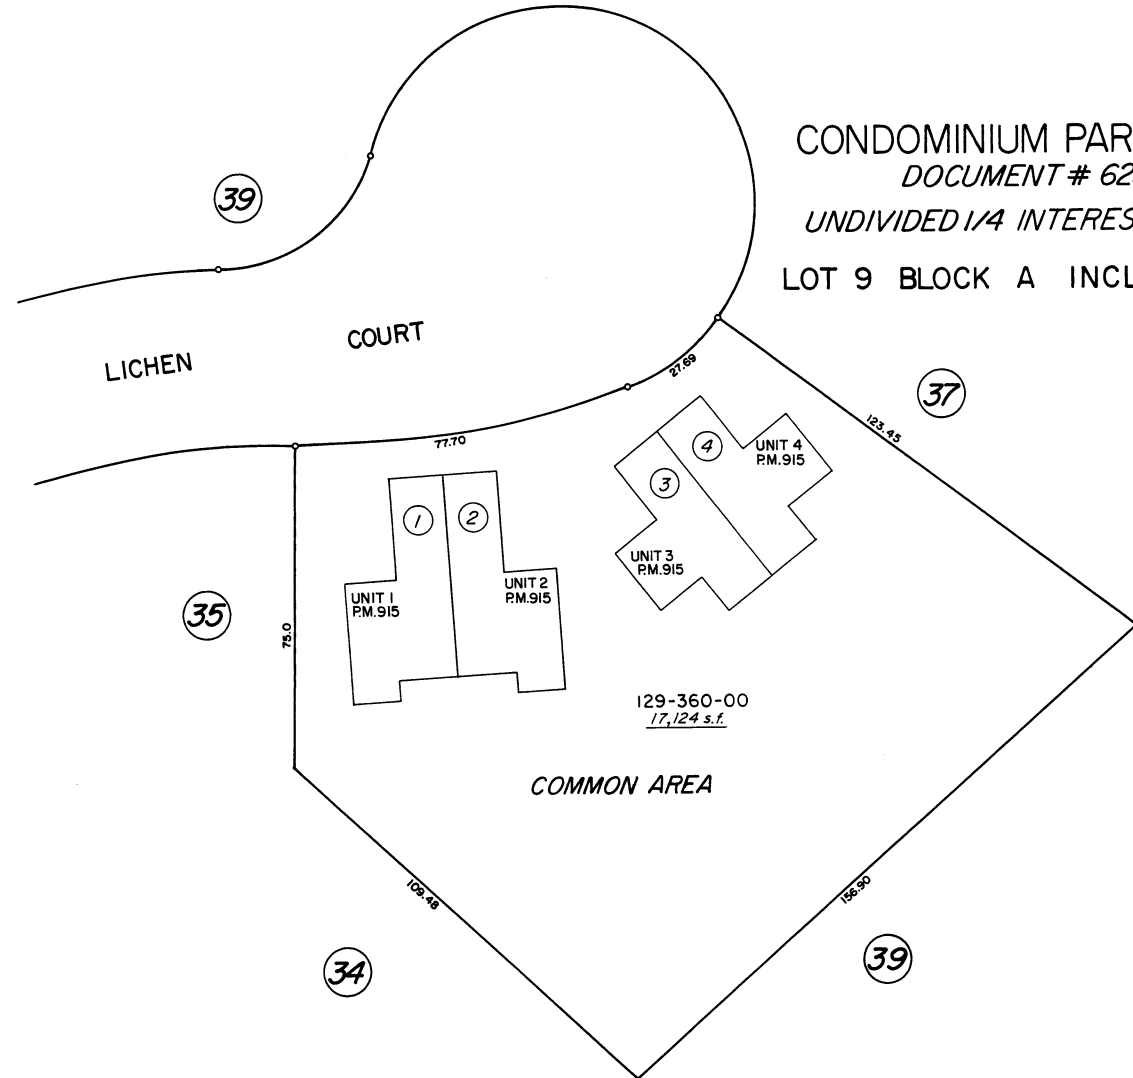 CONDOMINIUM PAR
DOCUMENT # 62
UNDIVIDED 1/4 INTERES
LOT 9 BLOCK A INCL
39
LICHEN COURT
27.69
37
123.45
77.70
4
UNIT 4
P.M.915
3
1
2
UNIT 3
P.M.915
UNIT 1
P.M.915
UNIT 2
P.M.915
35
75.0
129-360-00
17,124 s.f.
COMMON AREA
109.48
156.90
34
39